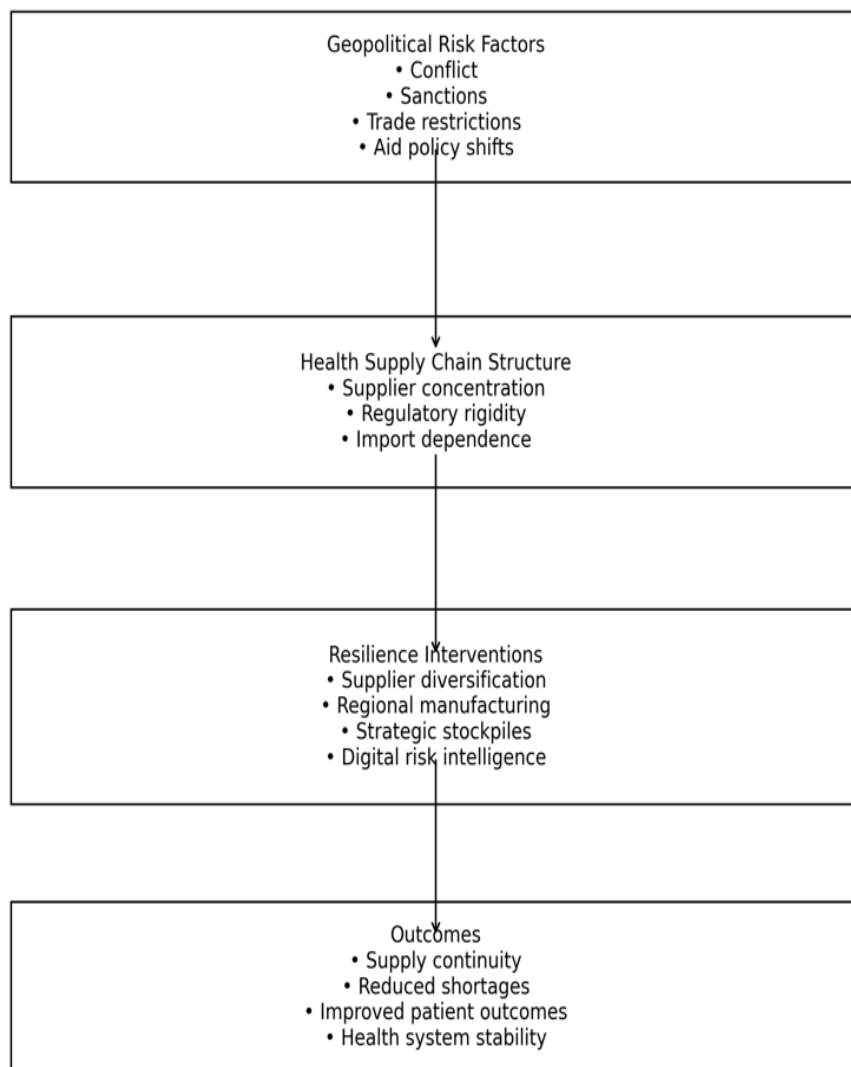 Geopolitical Risk Factors
• Conflict
• Sanctions
• Trade restrictions
• Aid policy shifts
Health Supply Chain Structure
• Supplier concentration
• Regulatory rigidity
• Import dependence
Resilience Interventions
• Supplier diversification
• Regional manufacturing
• Strategic stockpiles
• Digital risk intelligence
Outcomes
• Supply continuity
• Reduced shortages
• Improved patient outcomes
• Health system stability